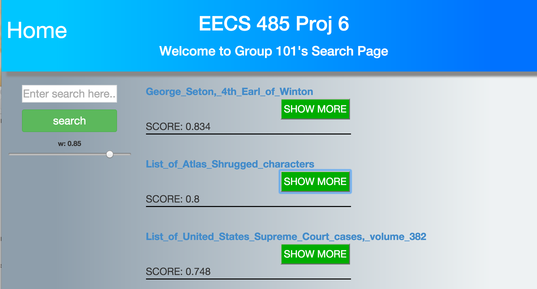 Home
EECS 485 Proj 6
Welcome to Group 101's Search Page
Enter search here..
search
w: 0.85
George_Seton,_4th_Earl_of_Winton
SHOW MORE
SCORE: 0.834
List_of_Atlas_Shrugged_characters
SHOW MORE
SCORE: 0.8
List_of_United_States_Supreme_Court_cases,_volume_382
SHOW MORE
SCORE: 0.748